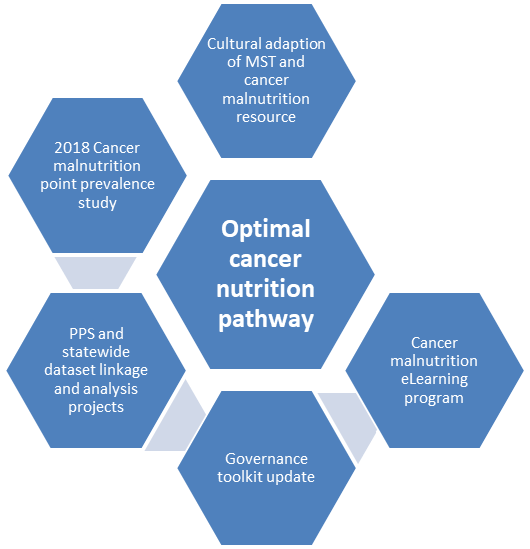 Cultural adaption
of MST and
cancer
malnutrition
resource
2018 Cancer
malnutrition
point prevalence
study
Optimal
cancer
nutrition
pathway
PPS and
statewide
dataset linkage
and analysis
projects
Cancer
malnutrition
eLearning
program
Governance
toolkit update